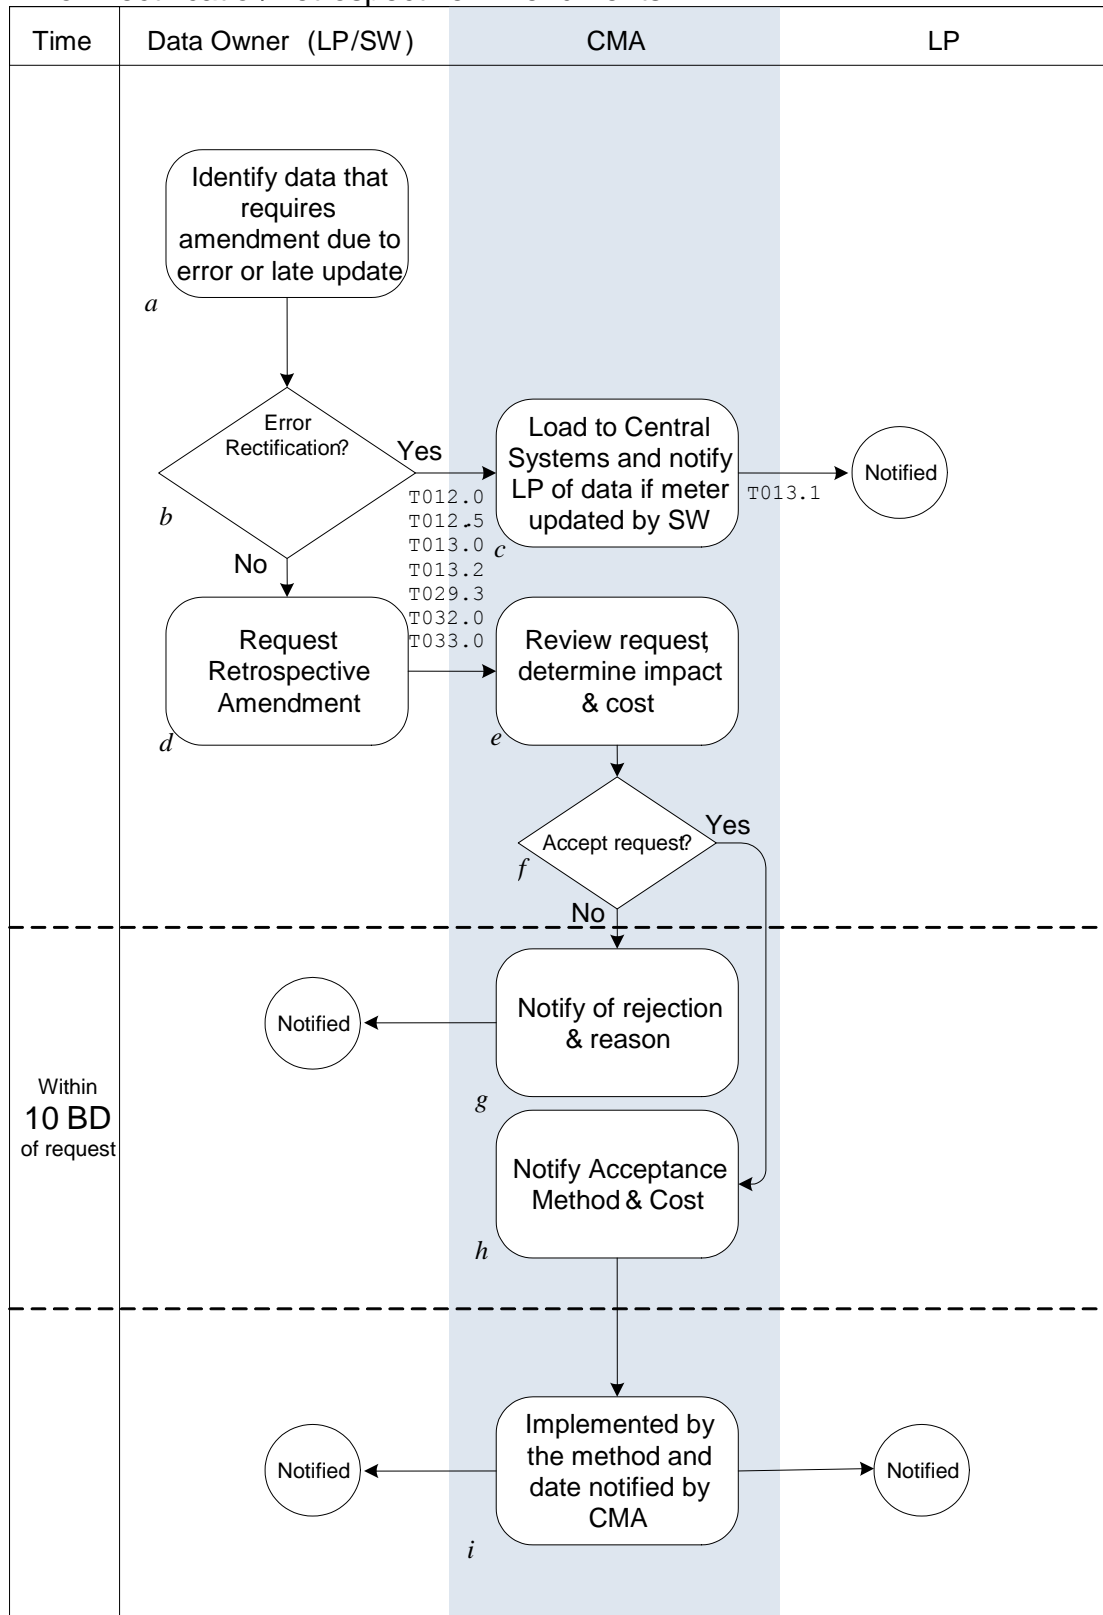 Time
Data Owner (LP/SW)
CMA
LP
Identify data that
requires
amendment due to
error or late update
a
Error
Rectification?
Yes
b
No
T012.0
T012.5
T013.0
T013.2
T029.3
T032.0
T033.0
Load to Central
Systems and notify
LP of data if meter
updated by SW
c
T013.1
Notified
Request
Retrospective
Amendment
d
Review request,
determine impact
& cost
e
Accept request?
Yes
f
No
Within
10 BD
of request
Notify of rejection
& reason
g
Notified
Notify Acceptance
Method & Cost
h
Implemented by
the method and
date notified by
CMA
i
Notified
Notified